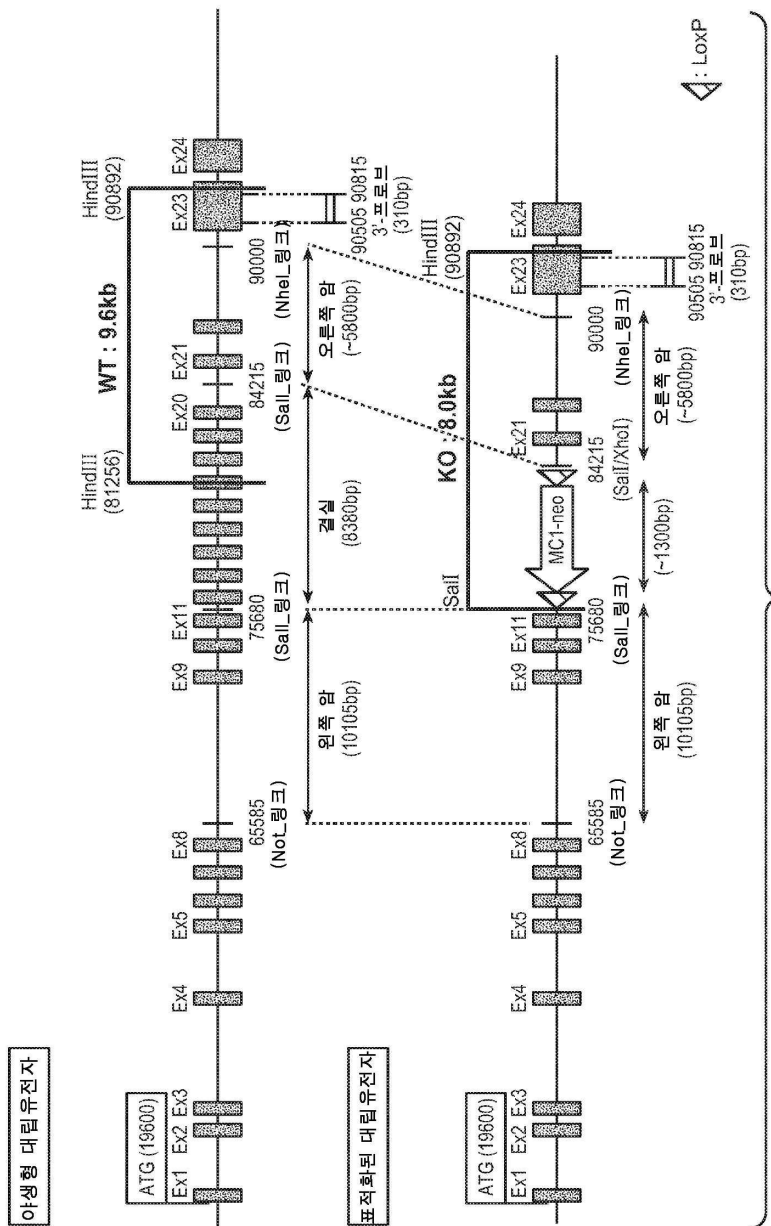 야생형 대립유전자
ATG (19600)
Ex1
Ex2
Ex3
Ex4
Ex5
Ex8
Ex9
Ex11
Ex20
Ex21
Ex23
Ex24
WT : 9.6kb
HindIII
(81256)
HindIII
(90892)
65585
(Not_링크)
75680
(SalI_링크)
84215
(SalI_링크)
90000
(NheI_링크)
90505 90815
3'-프로브
(310bp)
왼쪽 암
(10105bp)
결실
(8380bp)
오른쪽 암
(~5800bp)
표적화된 대립유전자
ATG (19600)
Ex1
Ex2
Ex3
Ex4
Ex5
Ex8
Ex9
Ex11
MC1-neo
Ex21
Ex23
Ex24
KO : 8.0kb
SalI
HindIII
(90892)
65585
(Not_링크)
75680
(SalI_링크)
84215
(SalI/XhoI)
90000
(NheI_링크)
90505 90815
3'-프로브
(310bp)
왼쪽 암
(10105bp)
(~1300bp)
오른쪽 암
(~5800bp)
: LoxP